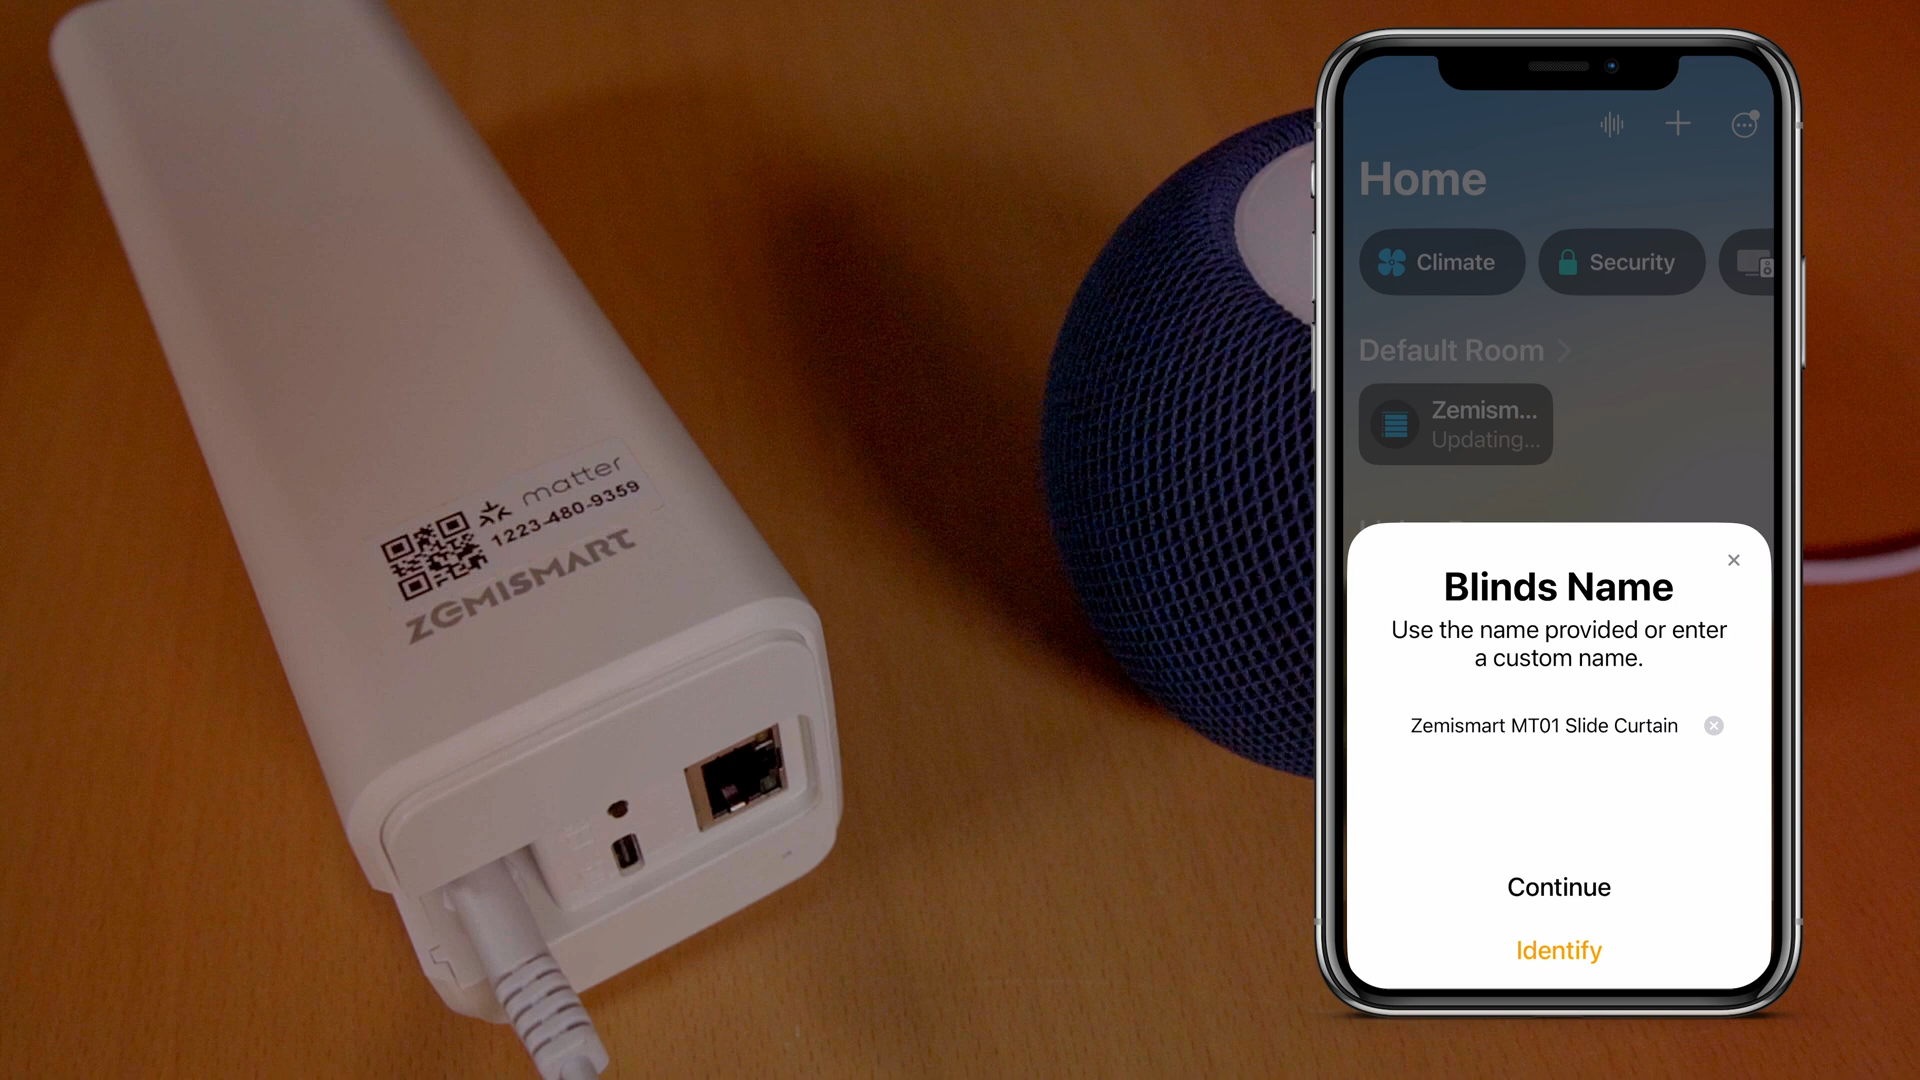 matter
1223-480-9359
ZEMISMART
Home
Climate
Security
Default Room
Zemism...
Updating...
Blinds Name
Use the name provided or enter
a custom name.
Zemismart MT01 Slide Curtain
Continue
Identify